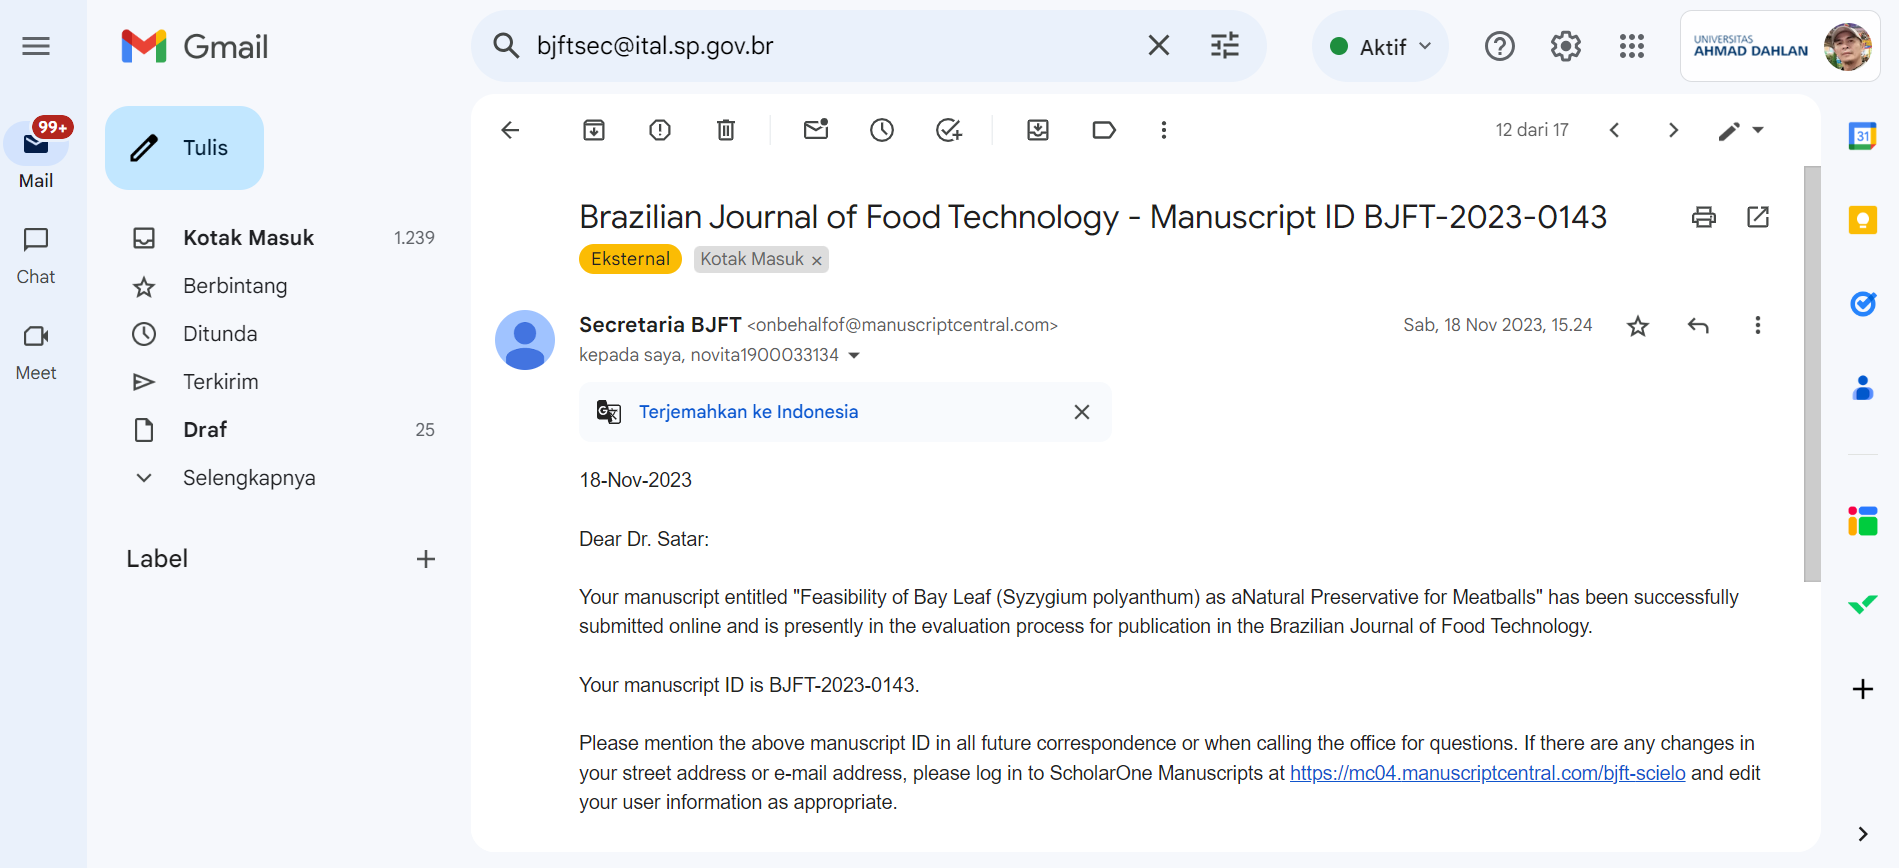 Gmail
bjftsec@ital.sp.gov.br
Aktif
UNIVERSITAS
AHMAD DAHLAN
99+
Mail
Chat
Meet
Tulis
Kotak Masuk 1.239
Berbintang
Ditunda
Terkirim
Draf 25
Selengkapnya
Label
12 dari 17
31
Brazilian Journal of Food Technology - Manuscript ID BJFT-2023-0143
Eksternal Kotak Masuk
Secretaria BJFT <onbehalfof@manuscriptcentral.com> Sab, 18 Nov 2023, 15.24
kepada saya, novita1900033134
Terjemahkan ke Indonesia
18-Nov-2023
Dear Dr. Satar:
Your manuscript entitled "Feasibility of Bay Leaf (Syzygium polyanthum) as aNatural Preservative for Meatballs" has been successfully
submitted online and is presently in the evaluation process for publication in the Brazilian Journal of Food Technology.
Your manuscript ID is BJFT-2023-0143.
Please mention the above manuscript ID in all future correspondence or when calling the office for questions. If there are any changes in
your street address or e-mail address, please log in to ScholarOne Manuscripts at https://mc04.manuscriptcentral.com/bjft-scielo and edit
your user information as appropriate.